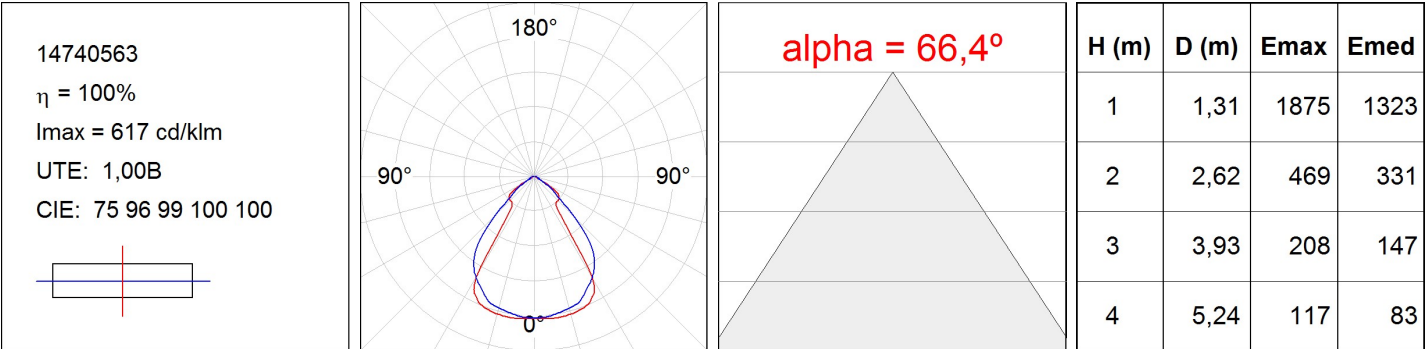 14740563
η = 100%
Imax = 617 cd/klm
UTE: 1,00B
CIE: 75 96 99 100 100
180°
90° 90°
0°
alpha = 66,4º
H (m) D (m) Emax Emed
1 1,31 1875 1323
2 2,62 469 331
3 3,93 208 147
4 5,24 117 83